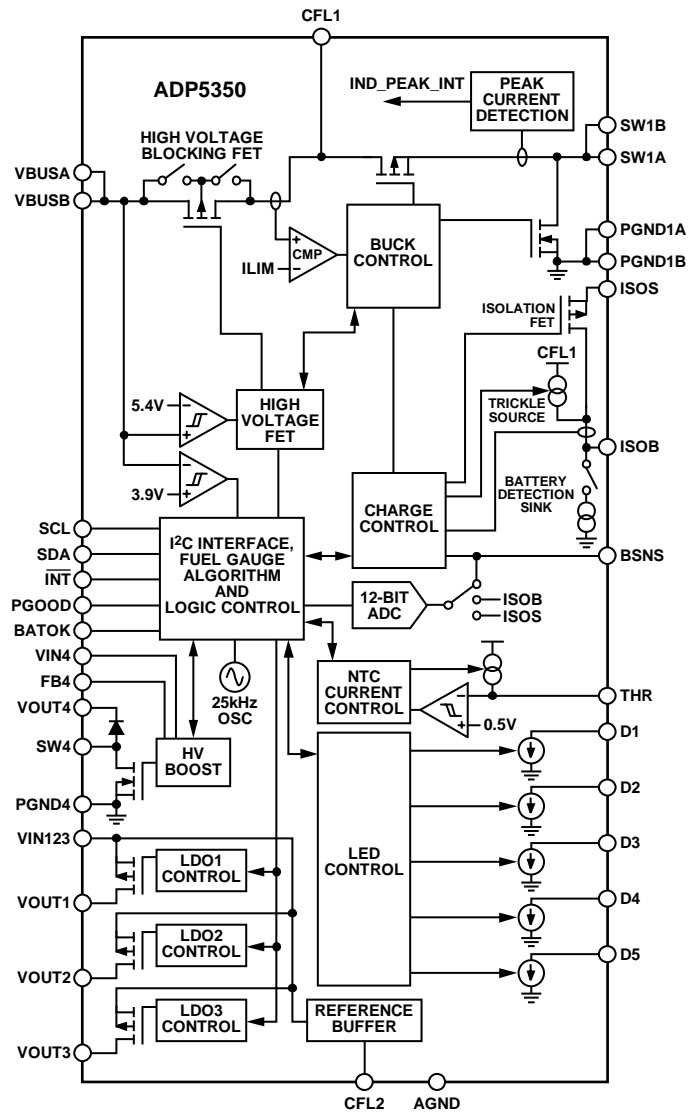 CFL1
ADP5350
IND_PEAK_INT
PEAK
CURRENT
DETECTION
HIGH VOLTAGE
BLOCKING FET
VBUSA
VBUSB
SW1B
SW1A
PGND1A
PGND1B
+
CMP
–
ILIM
BUCK
CONTROL
ISOS
ISOLATION
FET
CFL1
TRICKLE
SOURCE
5.4V
–
+
HIGH
VOLTAGE
FET
–
+
3.9V
ISOB
BATTERY
DETECTION
SINK
CHARGE
CONTROL
BSNS
SCL
SDA
INT
PGOOD
BATOK
VIN4
FB4
VOUT4
SW4
PGND4
VIN123
VOUT1
VOUT2
VOUT3
I2C INTERFACE,
FUEL GAUGE
ALGORITHM
AND
LOGIC CONTROL
12-BIT
ADC
ISOB
ISOS
25kHz
OSC
NTC
CURRENT
CONTROL
–
+
0.5V
THR
HV
BOOST
LED
CONTROL
D1
D2
D3
D4
D5
LDO1
CONTROL
LDO2
CONTROL
LDO3
CONTROL
REFERENCE
BUFFER
CFL2
AGND